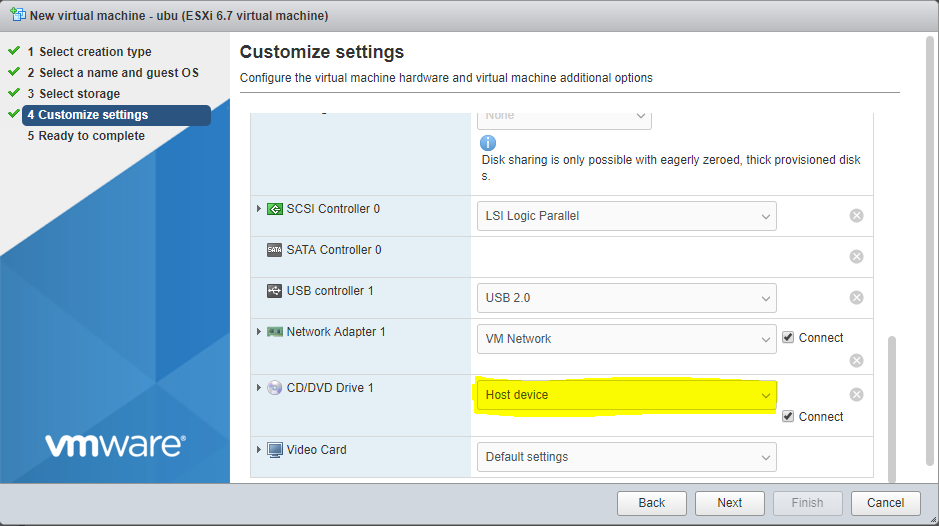 New virtual machine - ubu (ESXi 6.7 virtual machine)
1 Select creation type
2 Select a name and guest OS
3 Select storage
4 Customize settings
5 Ready to complete
vmware®
Customize settings
Configure the virtual machine hardware and virtual machine additional options
None
Disk sharing is only possible with eagerly zeroed, thick provisioned disk
s.
SCSI Controller 0
LSI Logic Parallel
SATA
SATA Controller 0
USB controller 1
USB 2.0
Network Adapter 1
VM Network
Connect
CD/DVD Drive 1
Host device
Connect
Video Card
Default settings
Back
Next
Finish
Cancel